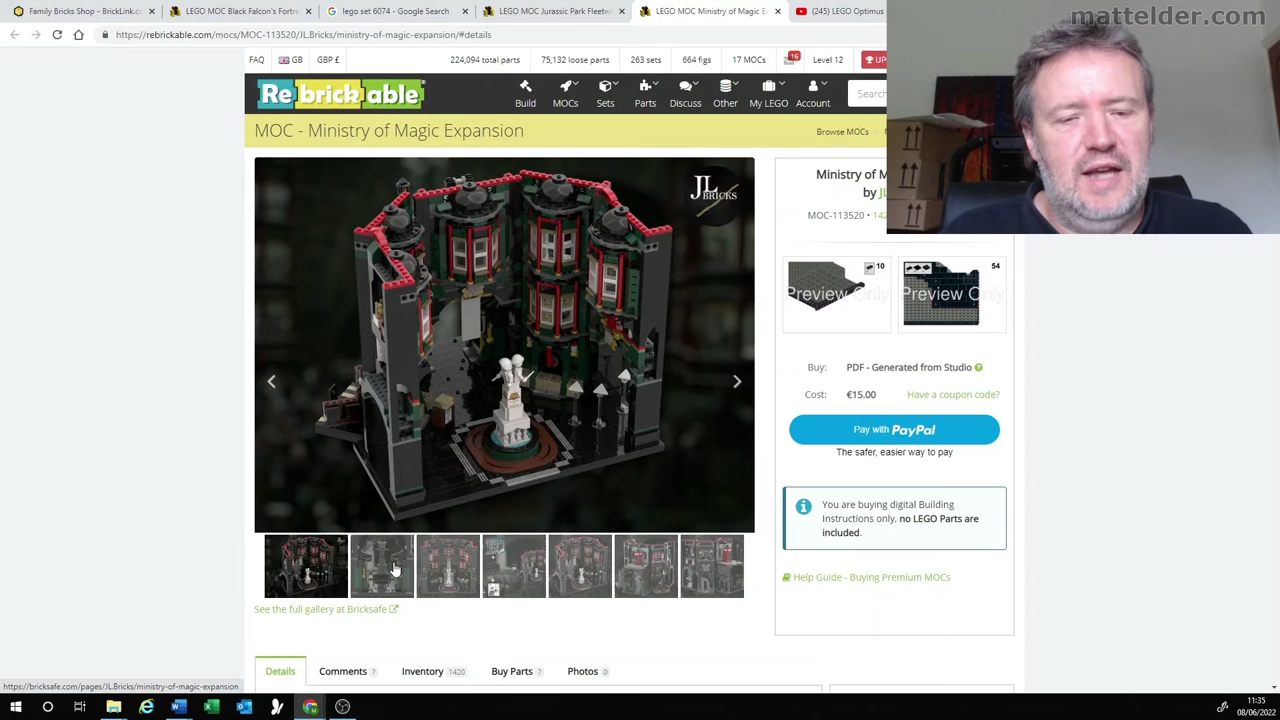 Family Bricks Shop - BrickLink.c
LEGO MOC Black Falcon's Fortre
lego set 6074 - Google Search
LEGO MOC Jurassic Park Fleetwo
LEGO MOC Ministry of Magic E
(245) LEGO Optimus
mattelder.com
https://rebrickable.com/mocs/MOC-113520/JL.Bricks/ministry-of-magic-expansion/#details
FAQ
GB
GBP £
224,094 total parts
75,132 loose parts
263 sets
664 figs
17 MOCs
16
Level 12
Rebrickable
Build
MOCs
Sets
Parts
Discuss
Other
My LEGO
Account
Search
MOC - Ministry of Magic Expansion
Browse MOCs
JL
BRICKS
Ministry of M
by JL
MOC-113520 • 142
10
Preview Only
54
Preview Only
Buy: PDF - Generated from Studio
Cost: €15.00 Have a coupon code?
Pay with PayPal
The safer, easier way to pay
You are buying digital Building
Instructions only, no LEGO Parts are
included.
Help Guide - Buying Premium MOCs
See the full gallery at Bricksafe
Details
Comments ?
Inventory 1420
Buy Parts ?
Photos 0
https://bricksafe.com/pages/JL.Bricks/ministry-of-magic-expansion
11:35
08/06/2022